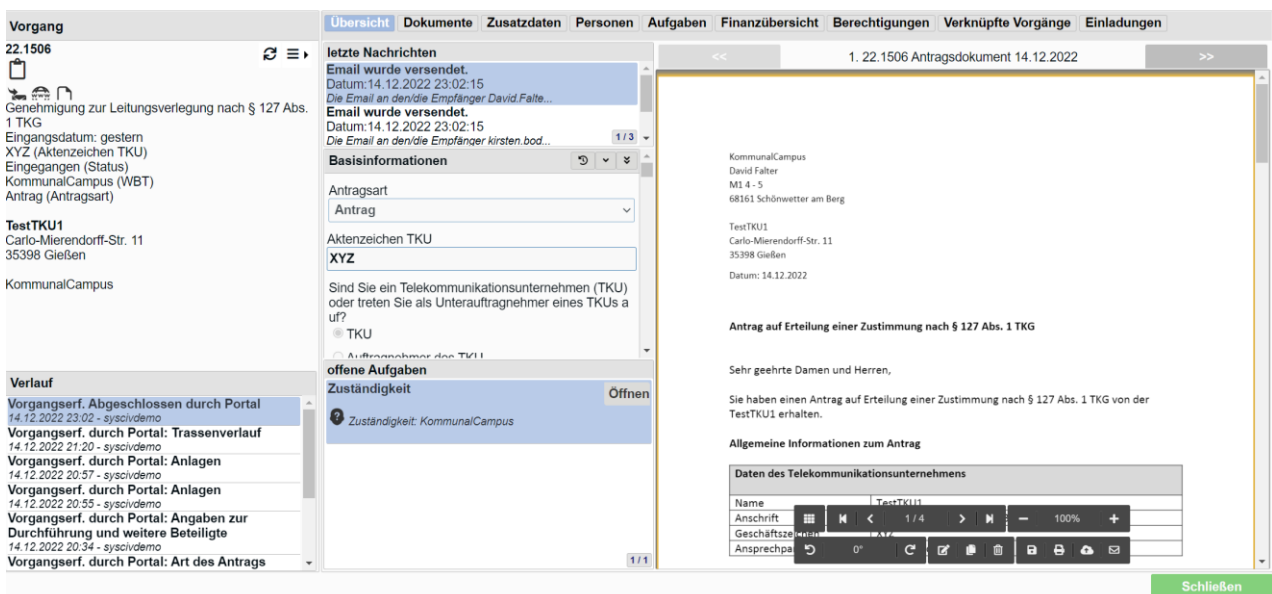 Vorgang
22.1506
Genehmigung zur Leitungsverlegung nach § 127 Abs.
1 TKG
Eingangsdatum: gestern
XYZ (Aktenzeichen TKU)
Eingegangen (Status)
KommunalCampus (WBT)
Antrag (Antragsart)
TestTKU1
Carlo-Mierendorff-Str. 11
35398 Gießen
KommunalCampus
Verlauf
Vorgangserf. Abgeschlossen durch Portal
14.12.2022 23:02 - syscivdemo
Vorgangserf. durch Portal: Trassenverlauf
14.12.2022 21:20 - syscivdemo
Vorgangserf. durch Portal: Anlagen
14.12.2022 20:57 - syscivdemo
Vorgangserf. durch Portal: Anlagen
14.12.2022 20:55 - syscivdemo
Vorgangserf. durch Portal: Angaben zur
Durchführung und weitere Beteiligte
14.12.2022 20:34 - syscivdemo
Vorgangserf. durch Portal: Art des Antrags
Übersicht Dokumente Zusatzdaten Personen Aufgaben Finanzübersicht Berechtigungen Verknüpfte Vorgänge Einladungen
letzte Nachrichten
Email wurde versendet.
Datum:14.12.2022 23:02:15
Die Email an den/die Empfänger David.Falte...
Email wurde versendet.
Datum:14.12.2022 23:02:15
Die Email an den/die Empfänger kirsten.bod...
1 / 3
Basisinformationen
Antragsart
Antrag
Aktenzeichen TKU
XYZ
Sind Sie ein Telekommunikationsunternehmen (TKU)
oder treten Sie als Unterauftragnehmer eines TKUs a
uf?
TKU
Auftragnehmer des TKU
offene Aufgaben
Zuständigkeit
Öffnen
Zuständigkeit: KommunalCampus
1 / 1
<< 1. 22.1506 Antragsdokument 14.12.2022 >>
KommunalCampus
David Falter
M1 4 - 5
68161 Schönwetter am Berg
TestTKU1
Carlo-Mierendorff-Str. 11
35398 Gießen
Datum: 14.12.2022
Antrag auf Erteilung einer Zustimmung nach § 127 Abs. 1 TKG
Sehr geehrte Damen und Herren,
Sie haben einen Antrag auf Erteilung einer Zustimmung nach § 127 Abs. 1 TKG von der
TestTKU1 erhalten.
Allgemeine Informationen zum Antrag
Daten des Telekommunikationsunternehmens
Name TestTKU1
Anschrift
1 / 4 100%
Geschäftszeichen XYZ
0°
Schließen